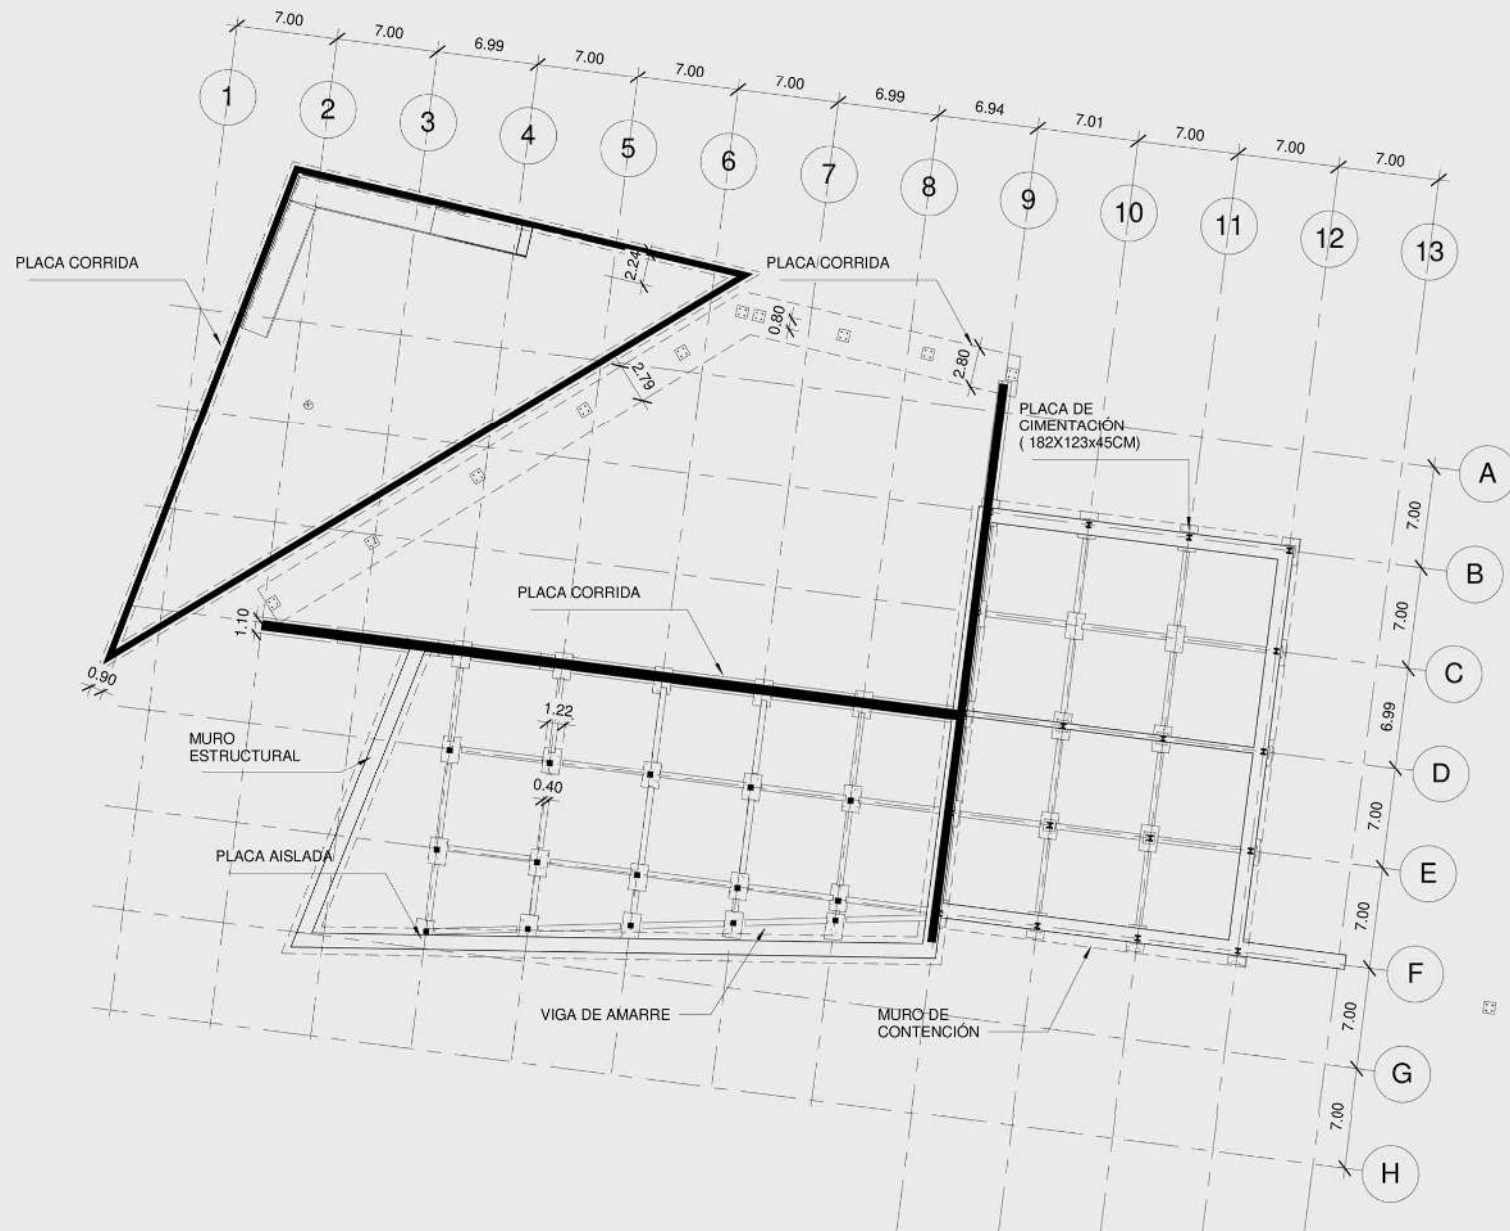 7.00
7.00
6.99
7.00
7.00
7.00
6.99
6.94
7.01
7.00
7.00
7.00
1
2
3
4
5
6
7
8
9
10
11
12
13
PLACA CORRIDA
2.24
PLACA CORRIDA
0.80
2.80
2.79
PLACA DE
CIMENTACIÓN
( 182X123x45CM)
A
7.00
B
7.00
C
6.99
D
7.00
E
7.00
F
7.00
G
7.00
H
PLACA CORRIDA
1.10
0.90
1.22
MURO
ESTRUCTURAL
0.40
PLACA AISLADA
VIGA DE AMARRE
MURO DE
CONTENCIÓN